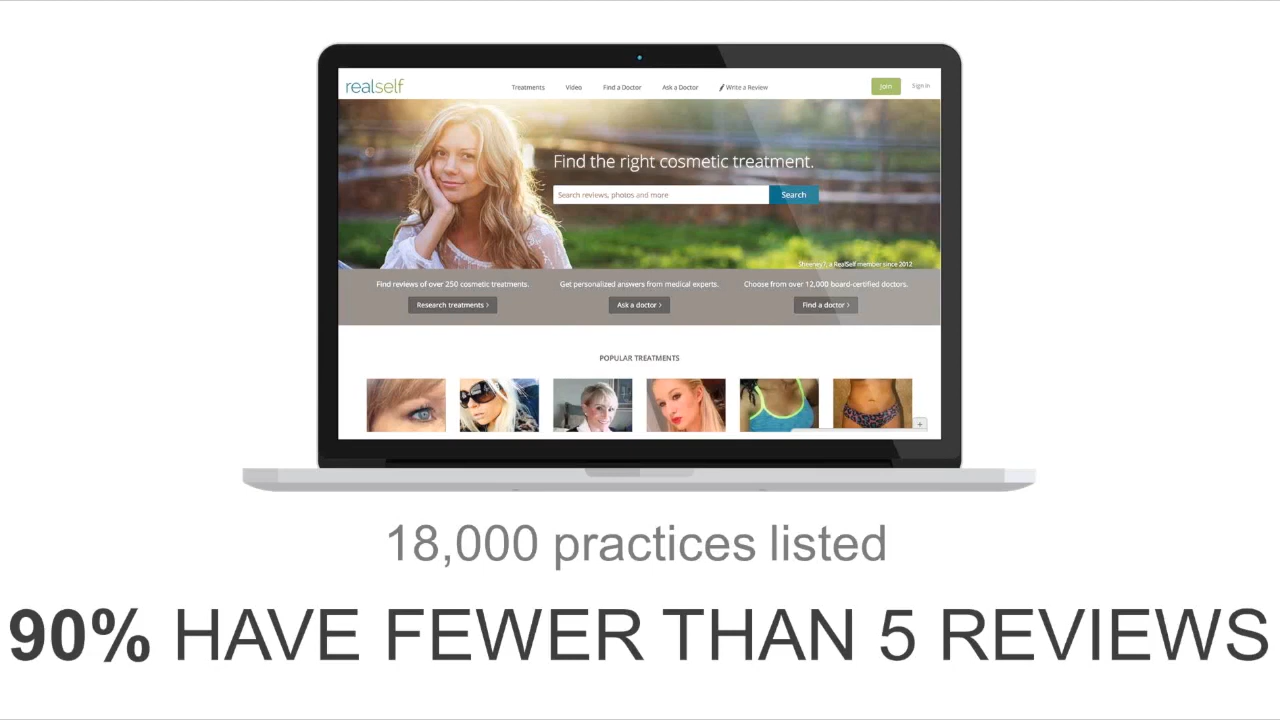 realself
Treatments Video Find a Doctor Ask a Doctor Write a Review Join Sign In
Find the right cosmetic treatment.
Search reviews, photos and more Search
Sheeney7, a RealSelf member since 2012
Find reviews of over 250 cosmetic treatments. Get personalized answers from medical experts. Choose from over 12,000 board-certified doctors.
Research treatments > Ask a doctor > Find a doctor >
POPULAR TREATMENTS
18,000 practices listed
90% HAVE FEWER THAN 5 REVIEWS